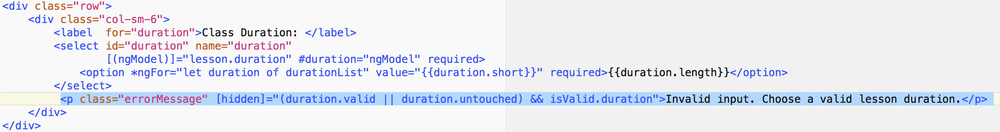 <div class="row">
    <div class="col-sm-6">
        <label  for="duration">Class Duration: </label>
        <select id="duration" name="duration"
                [(ngModel)]="lesson.duration" #duration="ngModel" required>
            <option *ngFor="let duration of durationList" value="{{duration.short}}" required>{{duration.length}}</option>
        </select>
         <p class="errorMessage" [hidden]="(duration.valid || duration.untouched) && isValid.duration">Invalid input. Choose a valid lesson duration.</p>
    </div>
</div>